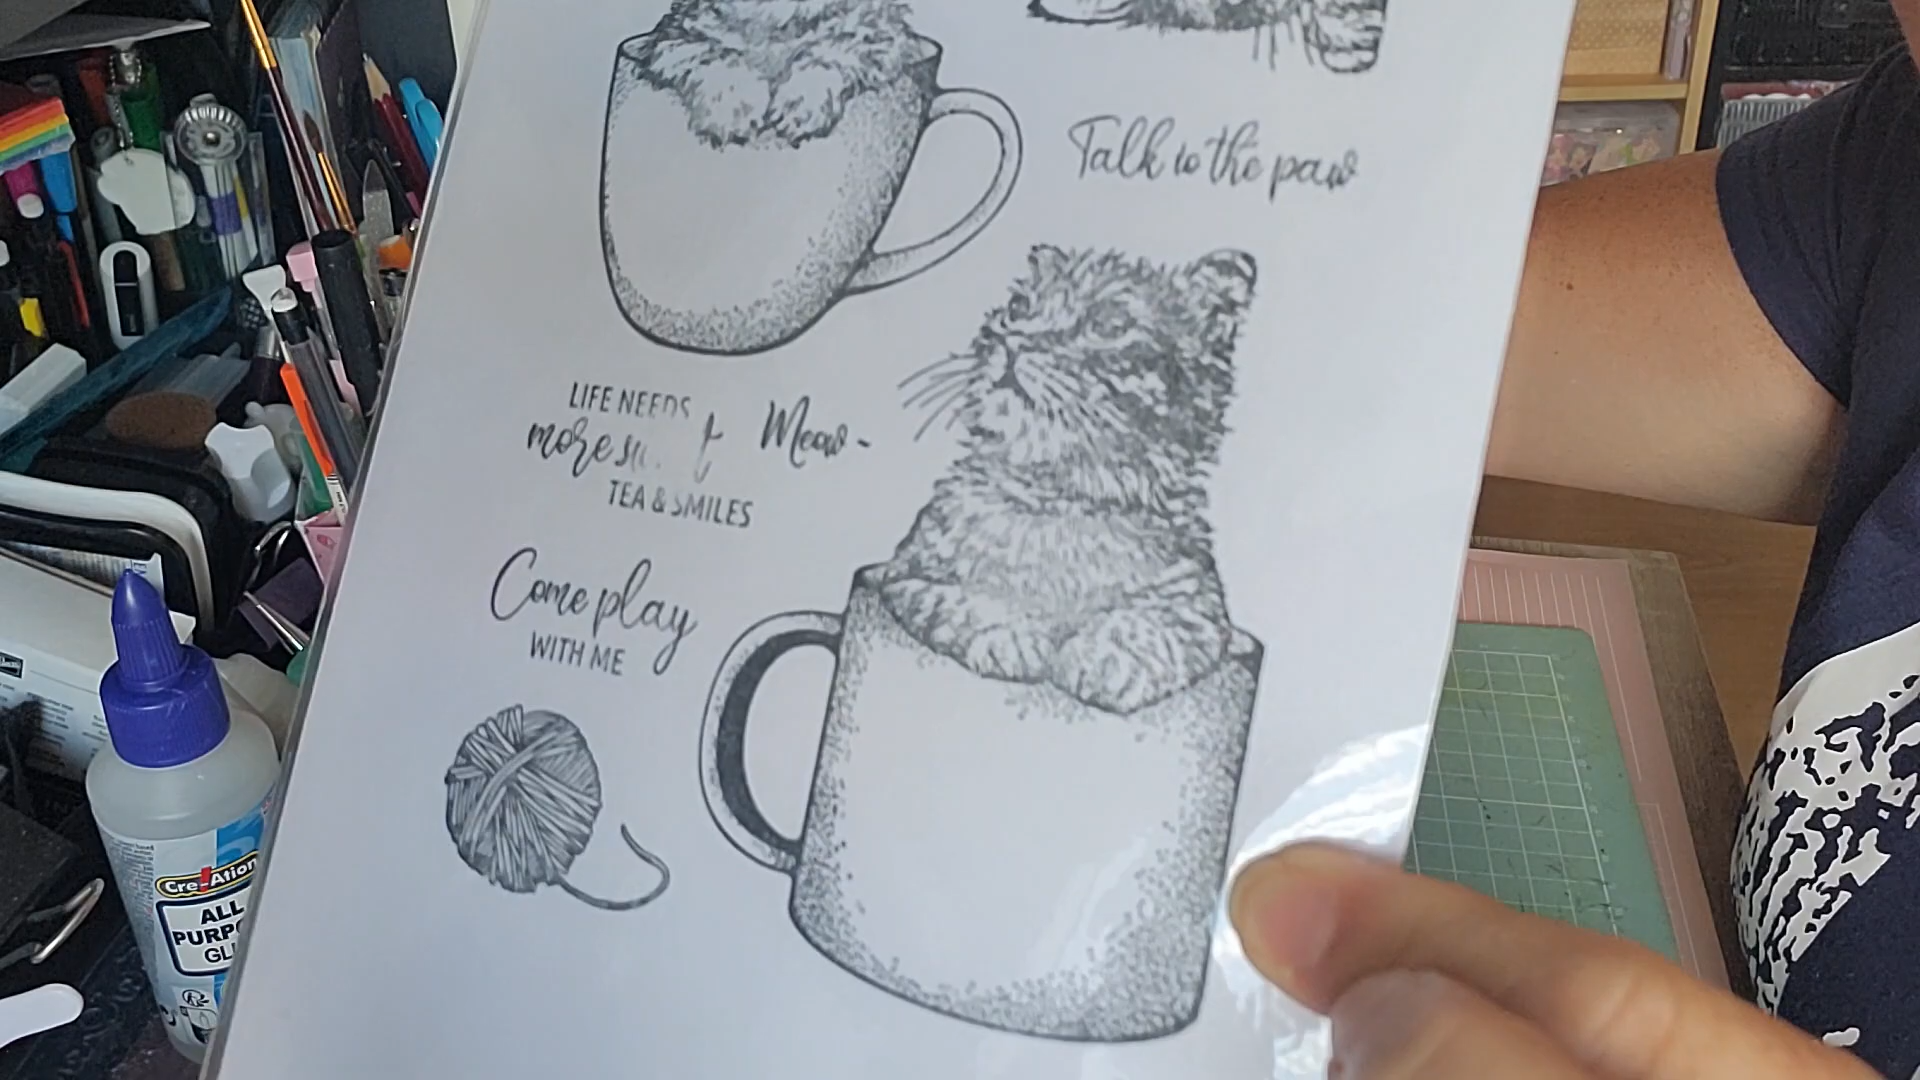 Talk to the paw
LIFE NEEDS
more
Meow-
TEA & SMILES
Come play
WITH ME
Cre-Ation
ALL
PURPO
GL